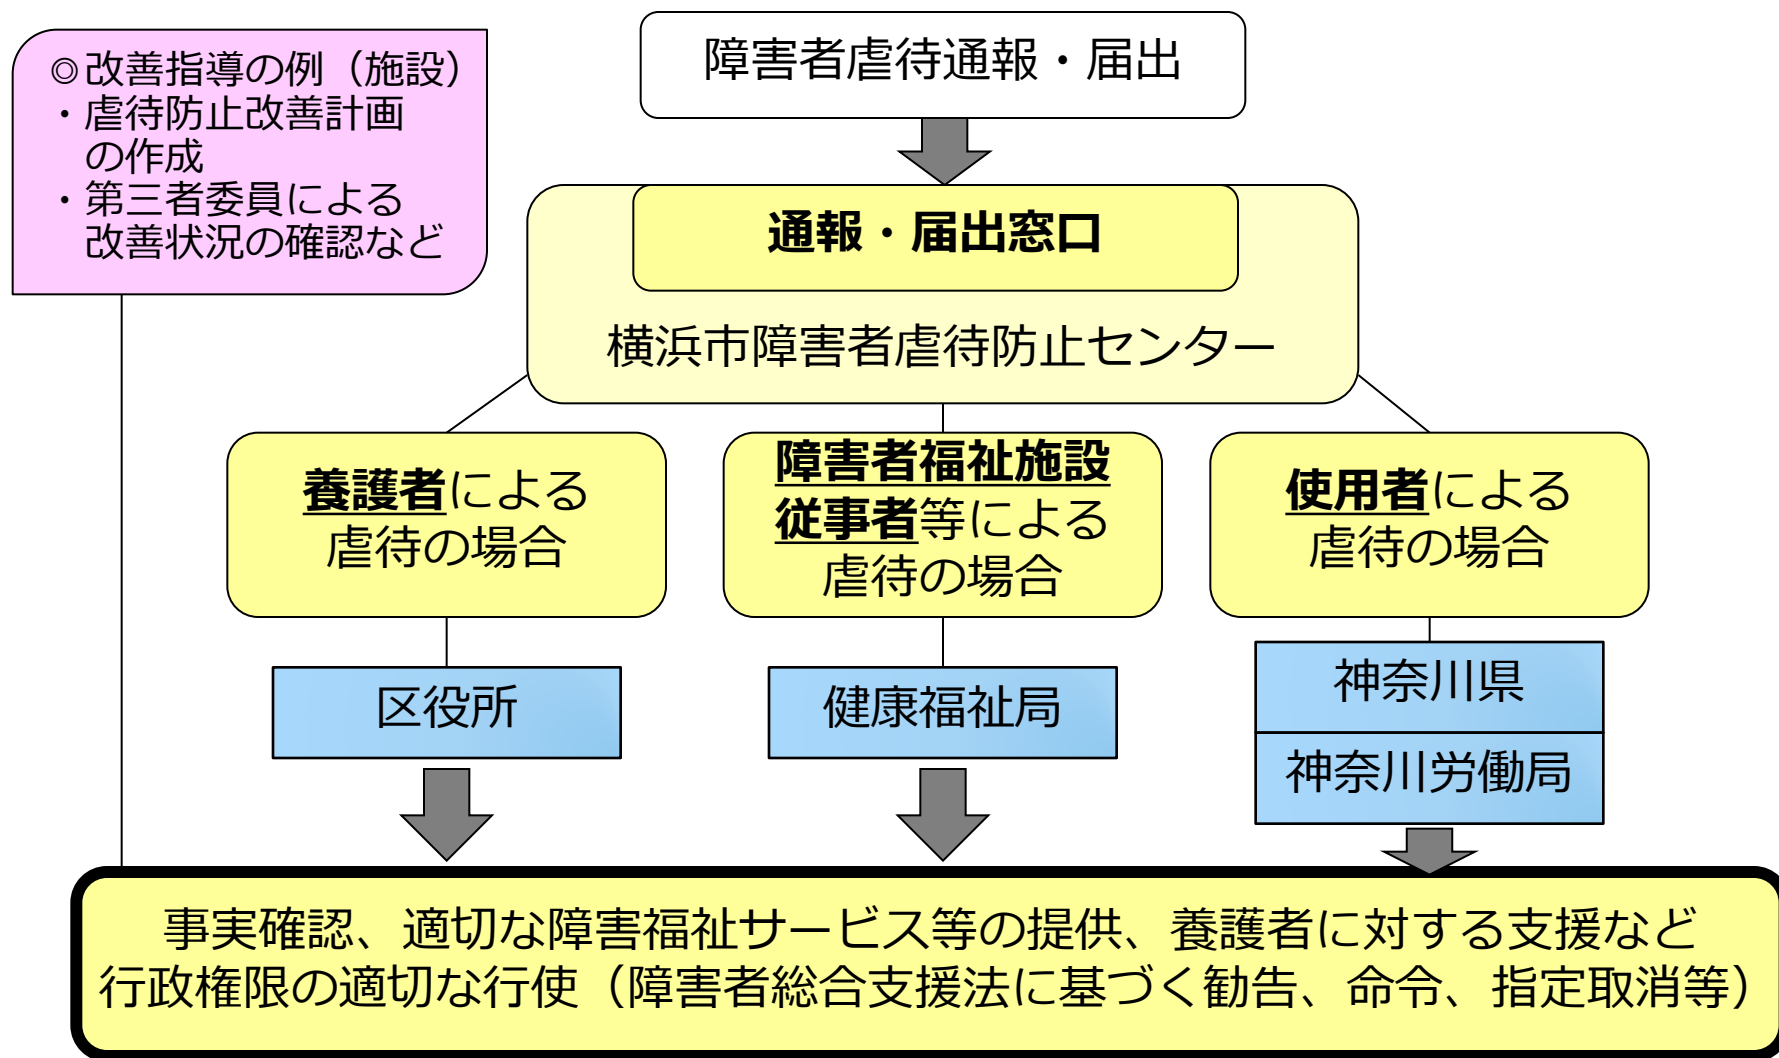 ◎改善指導の例（施設）
・虐待防止改善計画
の作成
・第三者委員による
改善状況の確認など
障害者虐待通報・届出
通報・届出窓口
横浜市障害者虐待防止センター
養護者による
虐待の場合
障害者福祉施設
従事者等による
虐待の場合
使用者による
虐待の場合
区役所
健康福祉局
神奈川県
神奈川労働局
事実確認、適切な障害福祉サービス等の提供、養護者に対する支援など
行政権限の適切な行使（障害者総合支援法に基づく勧告、命令、指定取消等）